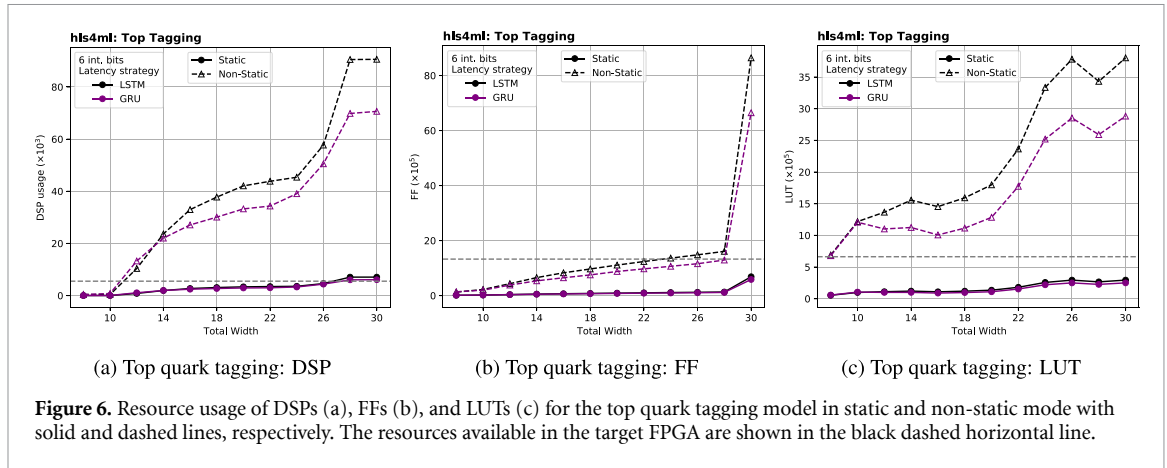 hls4ml: Top Tagging
6 int. bits
Latency strategy
LSTM
GRU
Static
Non-Static
DSP usage (×10³)
80
60
40
20
0
10
14
18
22
26
30
Total Width
(a) Top quark tagging: DSP
hls4ml: Top Tagging
6 int. bits
Latency strategy
LSTM
GRU
Static
Non-Static
FF (×10⁵)
80
60
40
20
0
10
14
18
22
26
30
Total Width
(b) Top quark tagging: FF
hls4ml: Top Tagging
6 int. bits
Latency strategy
LSTM
GRU
Static
Non-Static
LUT (×10⁵)
35
30
25
20
15
10
5
0
10
14
18
22
26
30
Total Width
(c) Top quark tagging: LUT
Figure 6. Resource usage of DSPs (a), FFs (b), and LUTs (c) for the top quark tagging model in static and non-static mode with
solid and dashed lines, respectively. The resources available in the target FPGA are shown in the black dashed horizontal line.